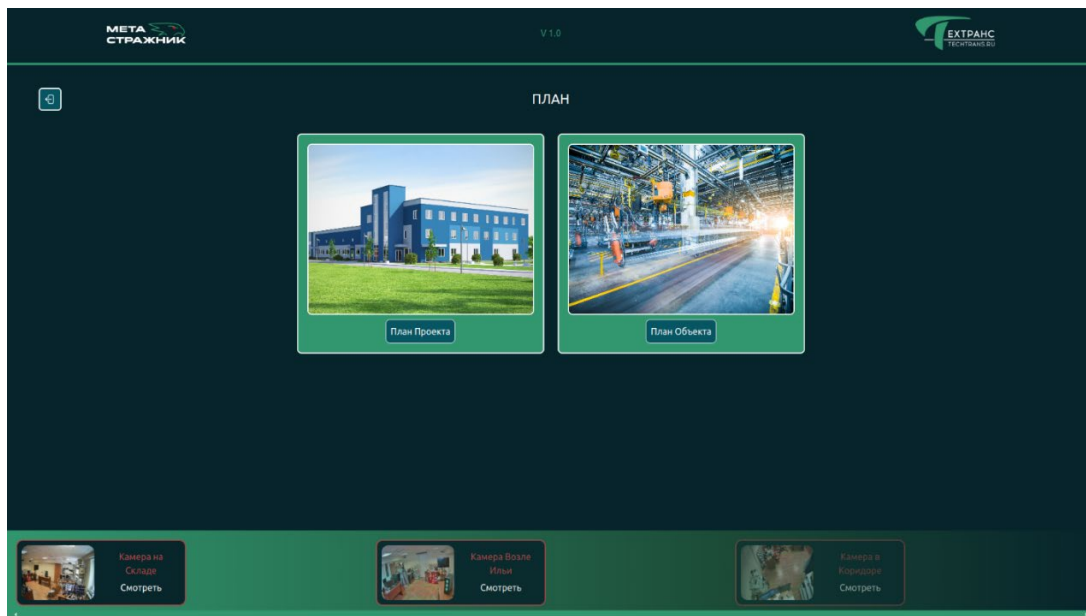 МЕТА
СТРАЖНИК
V 1.0
ТЕХТРАНС
TECHTRANS.RU
ПЛАН
План Проекта
План Объекта
Камера на
Складе
Смотреть
Камера Возле
Ильи
Смотреть
Камера в
Коридоре
Смотреть